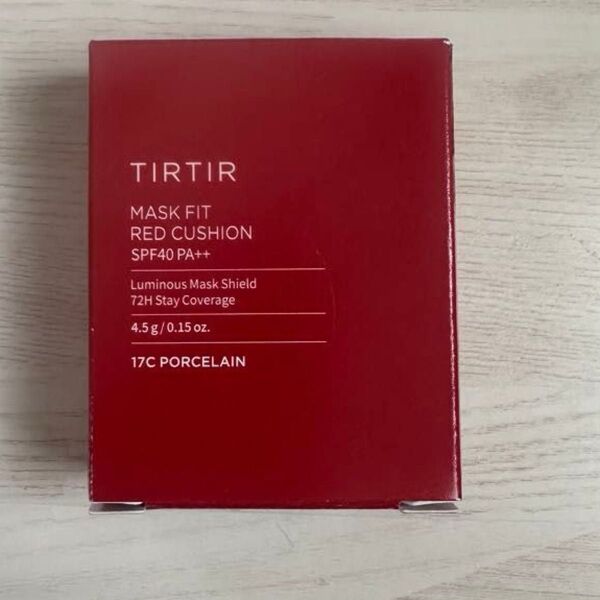 TIRTIR
MASK FIT
RED CUSHION
SPF40 PA++
Luminous Mask Shield
72H Stay Coverage
4.5 g / 0.15 oz.
17C PORCELAIN